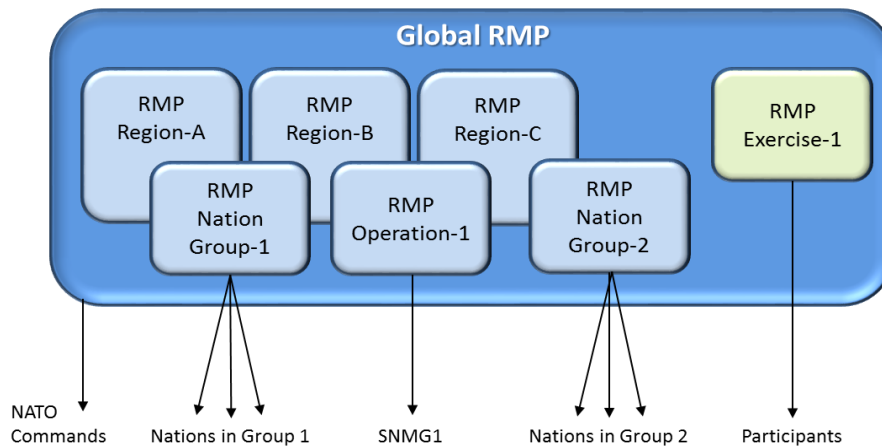 Global RMP
RMP
Region-A
RMP
Region-B
RMP
Region-C
RMP
Exercise-1
RMP
Nation
Group-1
RMP
Operation-1
RMP
Nation
Group-2
NATO
Commands
Nations in Group 1
SNMG1
Nations in Group 2
Participants